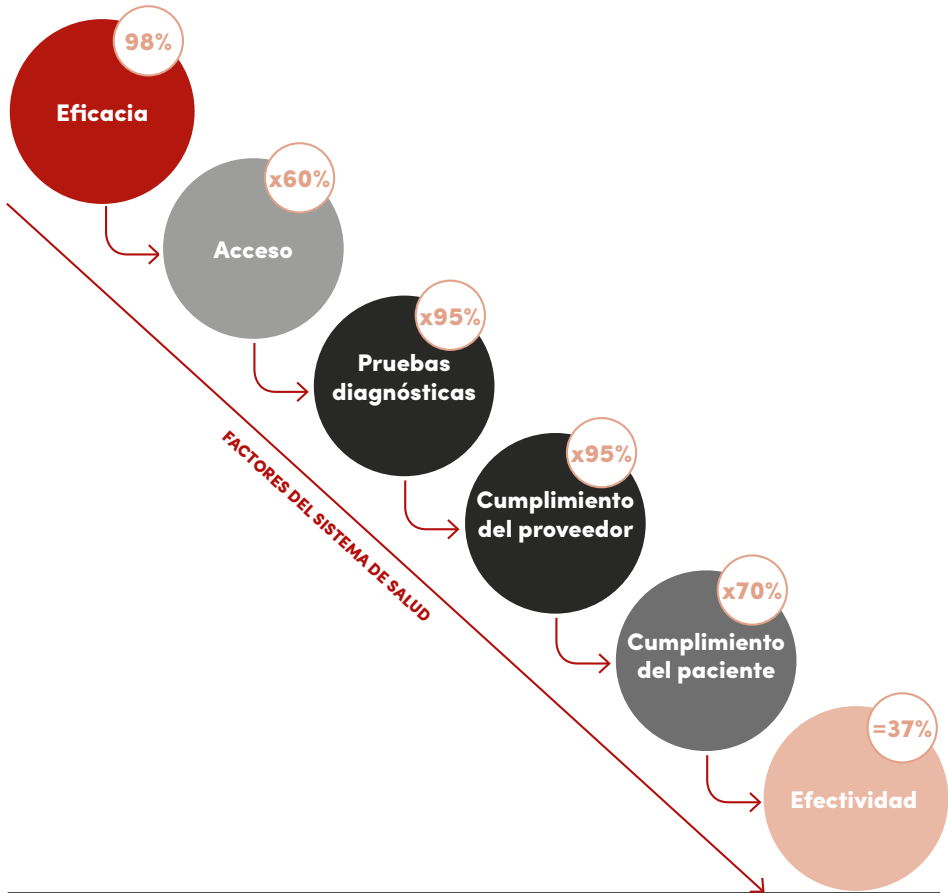 98%
Eficacia
x60%
Acceso
x95%
Pruebas
diagnósticas
x95%
Cumplimiento
del proveedor
FACTORES DEL SISTEMA DE SALUD
x70%
Cumplimiento
del paciente
=37%
Efectividad